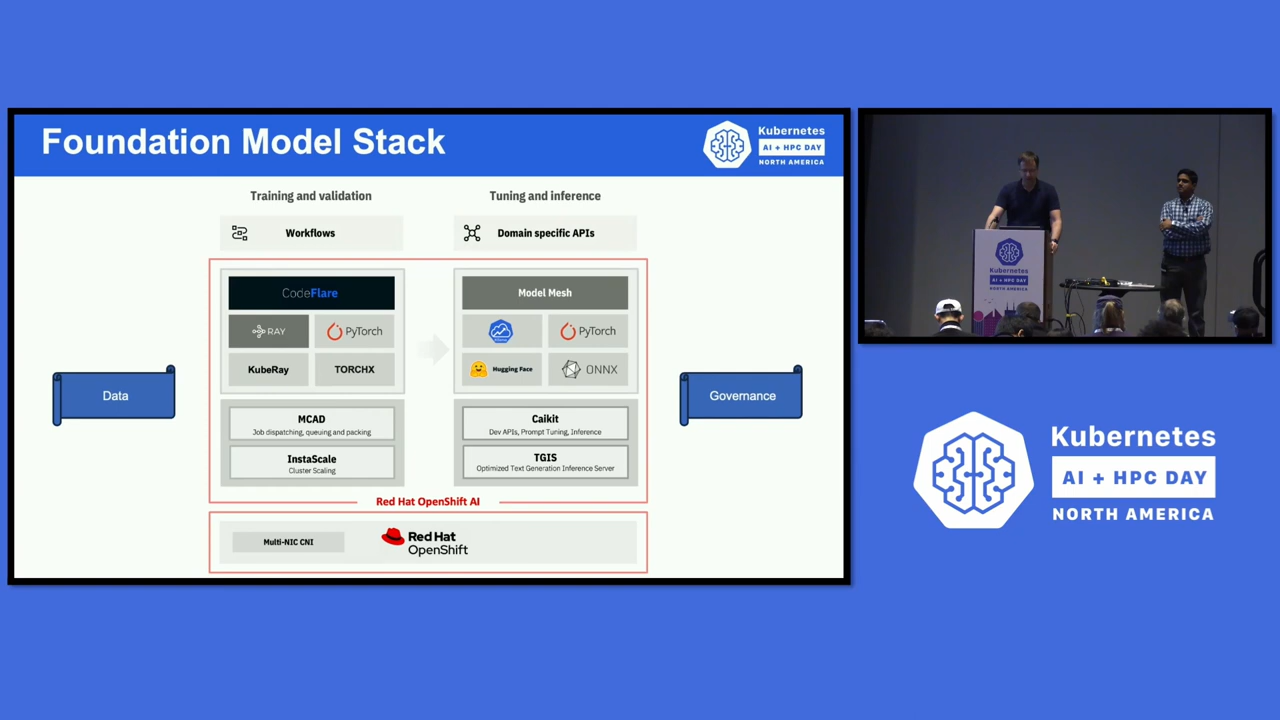 Foundation Model Stack
Kubernetes
AI + HPC DAY
NORTH AMERICA
Training and validation
Tuning and inference
Workflows
Domain specific APIs
CodeFlare
Model Mesh
RAY
PyTorch
PyTorch
KubeRay
TORCHX
Hugging Face
ONNX
Data
Governance
MCAD
Job dispatching, queuing and packing
Caikit
Dev APIs, Prompt Tuning, Inference
InstaScale
Cluster Scaling
TGIS
Optimized Text Generation Inference Server
Red Hat OpenShift AI
Multi-NIC CNI
Red Hat
OpenShift
Kubernetes
AI + HPC DAY
NORTH AMERICA
Kubernetes
AI + HPC DAY
NORTH AMERICA